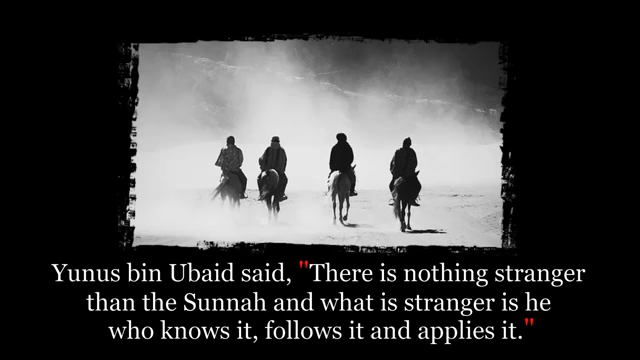 Yunus bin Ubaid said, "There is nothing stranger
than the Sunnah and what is stranger is he
who knows it, follows it and applies it."